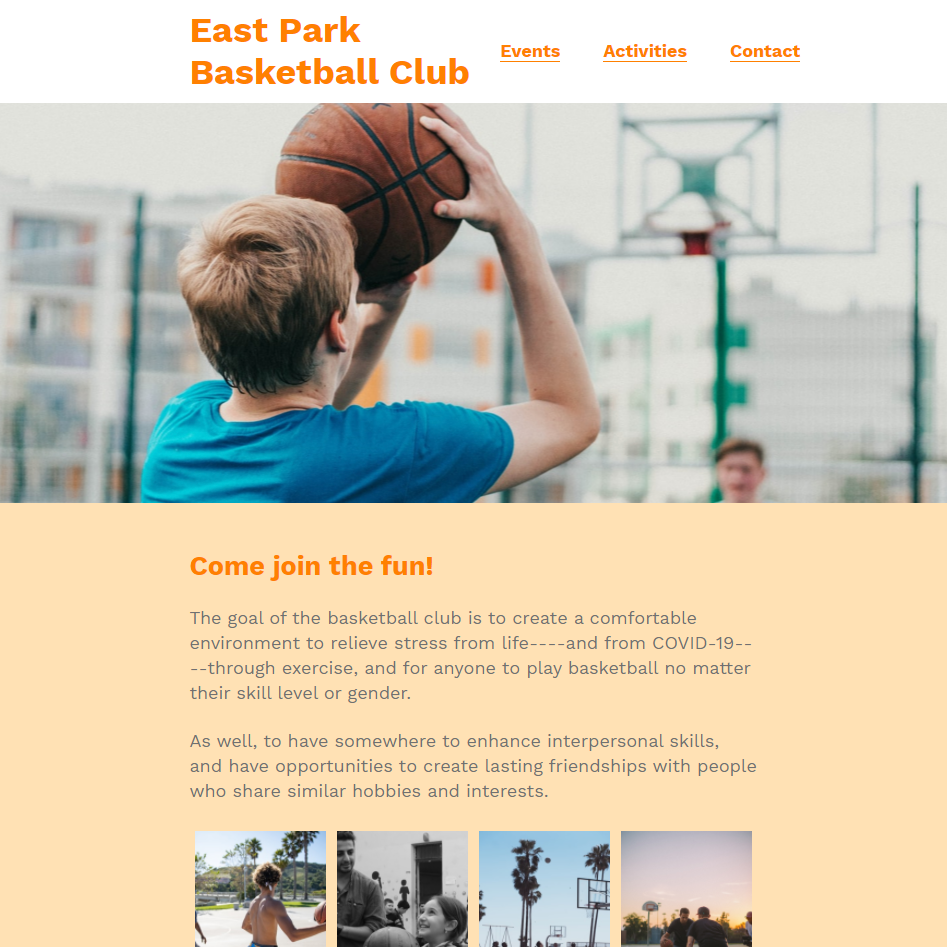 East Park
Basketball Club
Events
Activities
Contact
Come join the fun!
The goal of the basketball club is to create a comfortable
environment to relieve stress from life----and from COVID-19--
--through exercise, and for anyone to play basketball no matter
their skill level or gender.
As well, to have somewhere to enhance interpersonal skills,
and have opportunities to create lasting friendships with people
who share similar hobbies and interests.